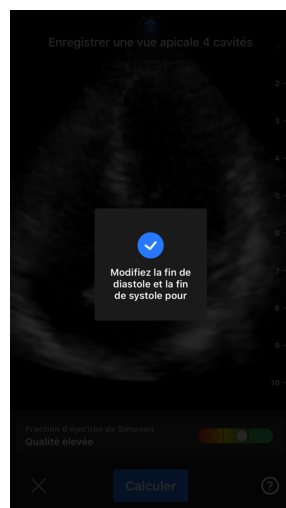 Enregistrer une vue apicale 4 cavités
2
3
4
5
6
Modifiez la fin de
diastole et la fin
de systole pour
7
8
9
10
Fraction d'éjection de Simpson
Qualité élevée
Calculer
?